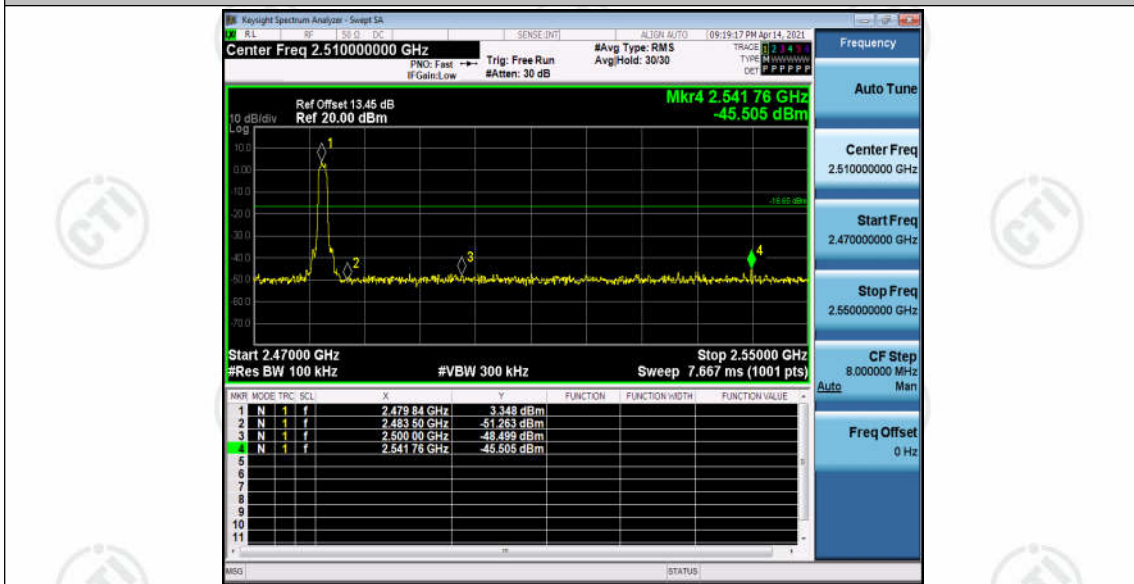 Keysight Spectrum Analyzer - Swept SA
RL RF 50 Ω DC SENSE:INT ALIGN AUTO 09:19:17 PM Apr 14, 2021
Center Freq 2.510000000 GHz
PNO: Fast
IFGain:Low
Trig: Free Run
#Atten: 30 dB
#Avg Type: RMS
Avg|Hold: 30/30
TRACE 1 2 3 4 5 6
TYPE M WWWWW
DET P P P P P P
Frequency
Auto Tune
Center Freq
2.510000000 GHz
Start Freq
2.470000000 GHz
Stop Freq
2.550000000 GHz
CF Step
8.000000 MHz
Auto Man
Freq Offset
0 Hz
Mkr4 2.541 76 GHz
-45.505 dBm
Ref Offset 13.45 dB
10 dB/div Ref 20.00 dBm
Log
10.0
0.00
-10.0
-20.0
-30.0
-40.0
-50.0
-60.0
-70.0
1
2
3
4
-16.65 dBm
Start 2.47000 GHz Stop 2.55000 GHz
#Res BW 100 kHz #VBW 300 kHz Sweep 7.667 ms (1001 pts)
MKR MODE TRC SCL X Y FUNCTION FUNCTION WIDTH FUNCTION VALUE
1 N 1 f 2.479 84 GHz 3.348 dBm
2 N 1 f 2.483 50 GHz -51.263 dBm
3 N 1 f 2.500 00 GHz -48.499 dBm
4 N 1 f 2.541 76 GHz -45.505 dBm
5
6
7
8
9
10
11
MSG STATUS
CTI
CTI